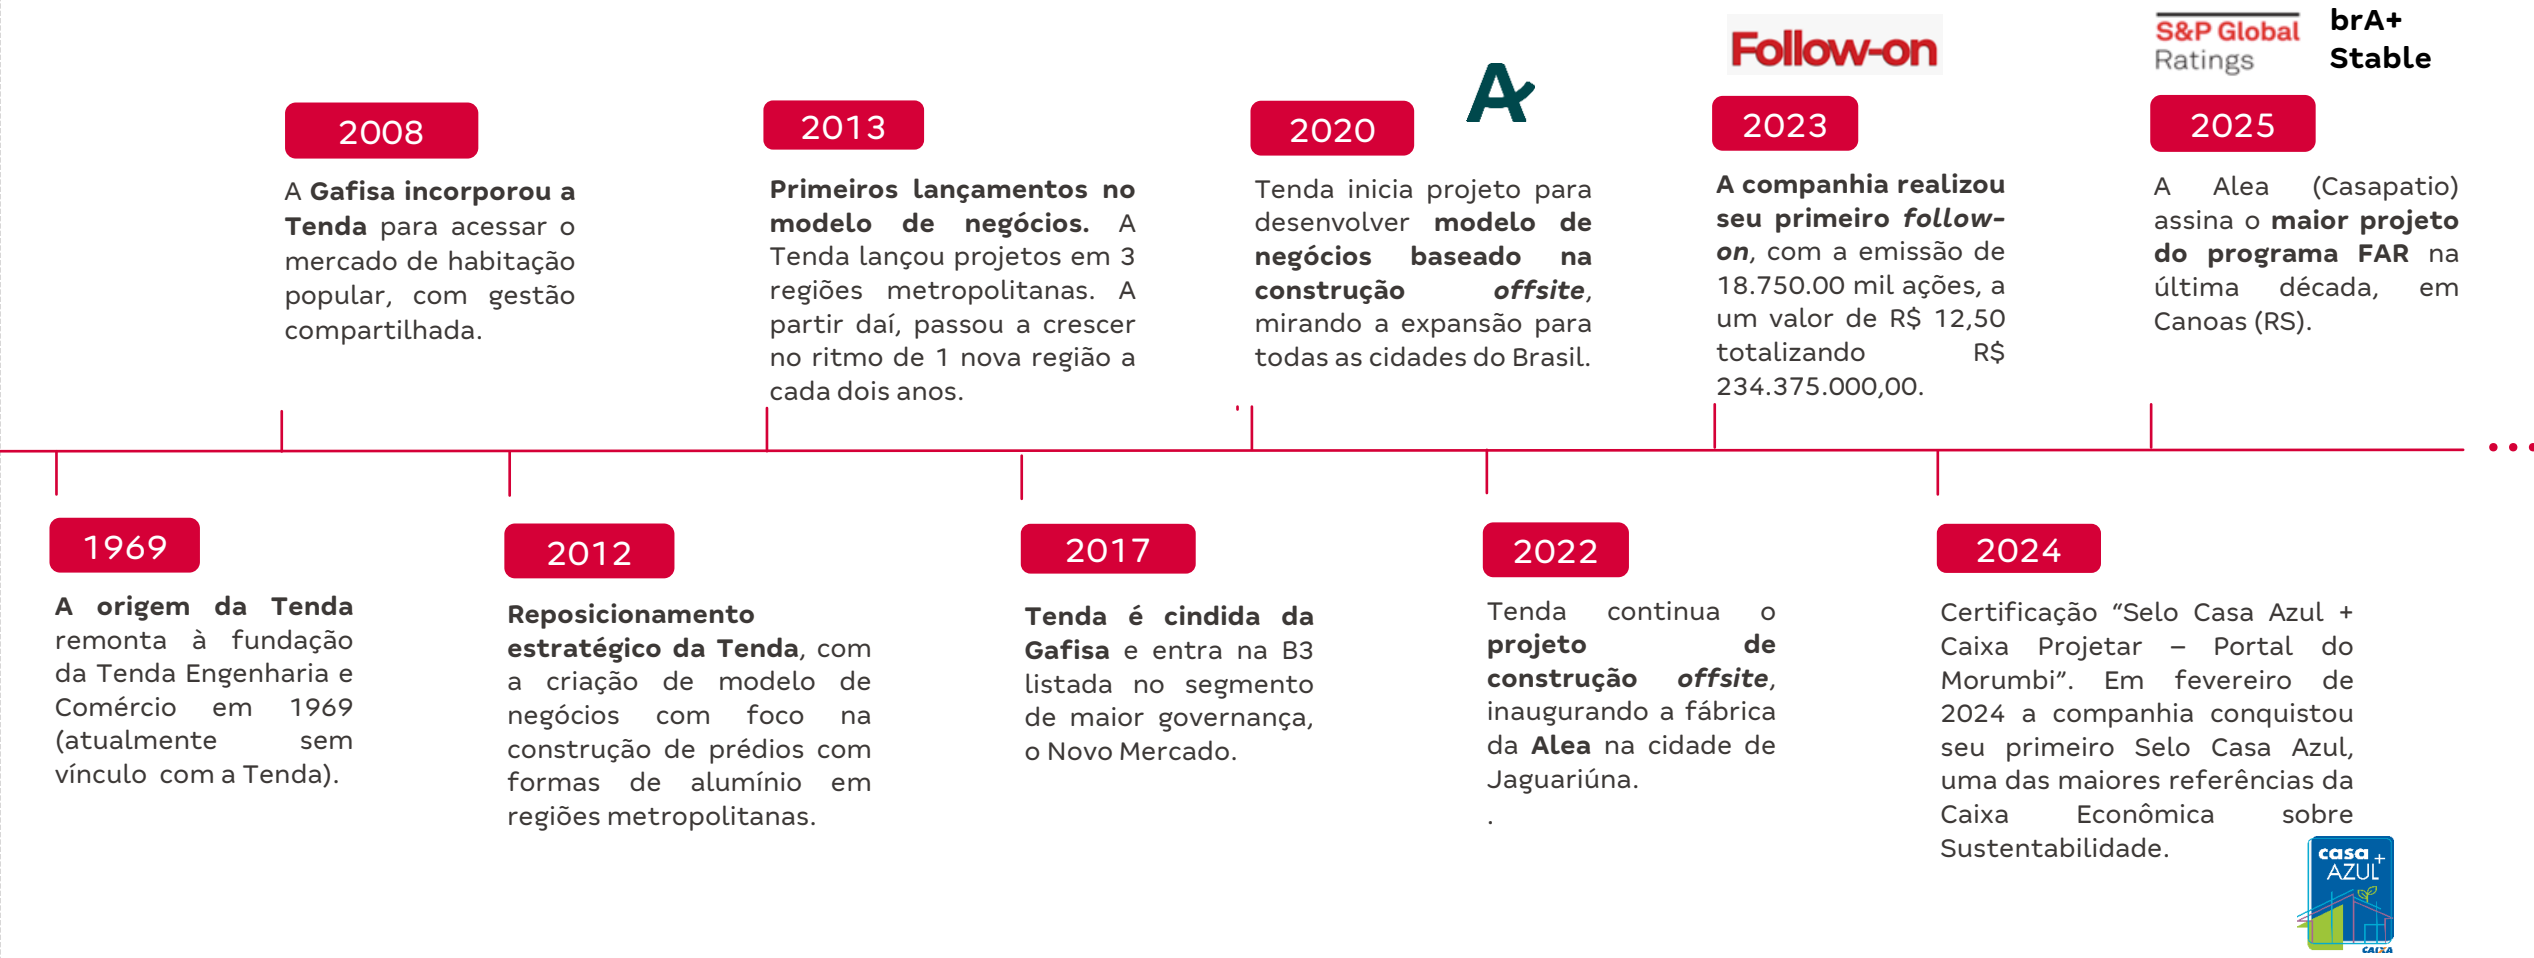 Follow-on
S&P Global
Ratings
brA+
Stable
2008
A Gafisa incorporou a
Tenda para acessar o
mercado de habitação
popular, com gestão
compartilhada.
2013
Primeiros lançamentos no
modelo de negócios. A
Tenda lançou projetos em 3
regiões metropolitanas. A
partir daí, passou a crescer
no ritmo de 1 nova região a
cada dois anos.
2020
Tenda inicia projeto para
desenvolver modelo de
negócios baseado na
construção offsite,
mirando a expansão para
todas as cidades do Brasil.
2023
A companhia realizou
seu primeiro follow-
on, com a emissão de
18.750.00 mil ações, a
um valor de R$ 12,50
totalizando R$
234.375.000,00.
2025
A Alea (Casapatio)
assina o maior projeto
do programa FAR na
última década, em
Canoas (RS).
1969
A origem da Tenda
remonta à fundação
da Tenda Engenharia e
Comércio em 1969
(atualmente sem
vínculo com a Tenda).
2012
Reposicionamento
estratégico da Tenda, com
a criação de modelo de
negócios com foco na
construção de prédios com
formas de alumínio em
regiões metropolitanas.
2017
Tenda é cindida da
Gafisa e entra na B3
listada no segmento
de maior governança,
o Novo Mercado.
2022
Tenda continua o
projeto de
construção offsite,
inaugurando a fábrica
da Alea na cidade de
Jaguariúna.
.
2024
Certificação “Selo Casa Azul +
Caixa Projetar – Portal do
Morumbi”. Em fevereiro de
2024 a companhia conquistou
seu primeiro Selo Casa Azul,
uma das maiores referências da
Caixa Econômica sobre
Sustentabilidade.
casa +
AZUL
CAIXA